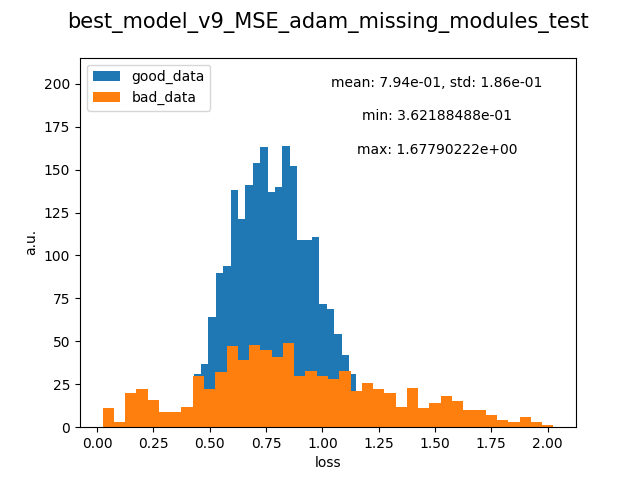 best_model_v9_MSE_adam_missing_modules_test
good_data
bad_data
mean: 7.94e-01, std: 1.86e-01
min: 3.62188488e-01
max: 1.67790222e+00
200
175
150
125
100
75
50
25
0
a.u.
0.00 0.25 0.50 0.75 1.00 1.25 1.50 1.75 2.00
loss